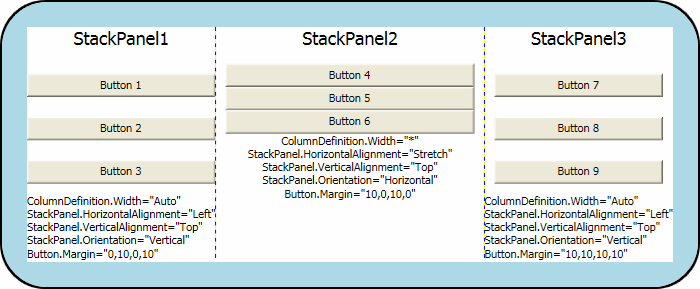 StackPanel1
Button 1
Button 2
Button 3
ColumnDefinition.Width="Auto"
StackPanel.HorizontalAlignment="Left"
StackPanel.VerticalAlignment="Top"
StackPanel.Orientation="Vertical"
Button.Margin="0,10,0,10"
StackPanel2
Button 4
Button 5
Button 6
ColumnDefinition.Width="*"
StackPanel.HorizontalAlignment="Stretch"
StackPanel.VerticalAlignment="Top"
StackPanel.Orientation="Horizontal"
Button.Margin="10,0,10,0"
StackPanel3
Button 7
Button 8
Button 9
ColumnDefinition.Width="Auto"
StackPanel.HorizontalAlignment="Left"
StackPanel.VerticalAlignment="Top"
StackPanel.Orientation="Vertical"
Button.Margin="10,10,10,10"